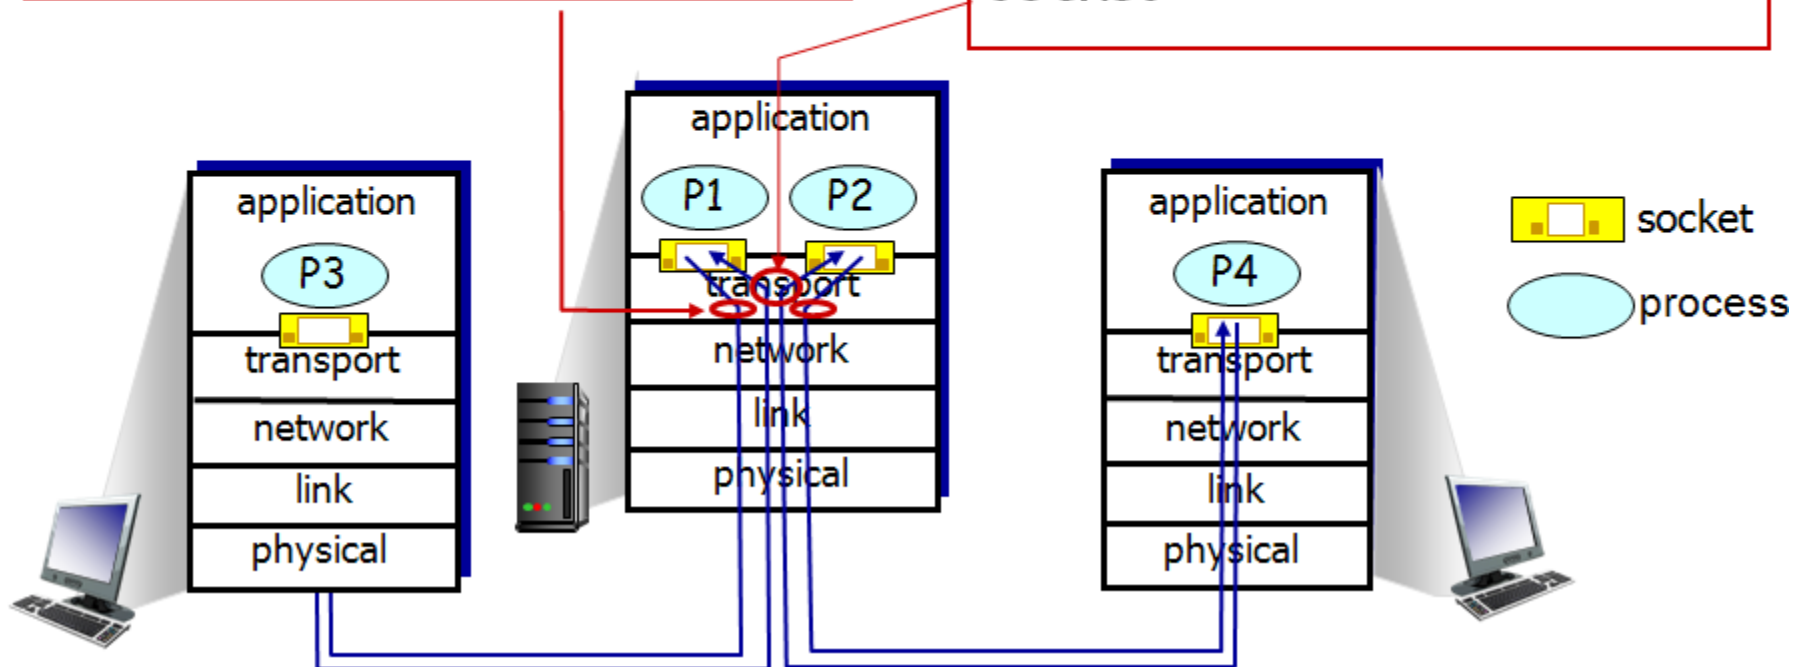 application
P1
P2
transport
network
link
physical
application
P3
transport
network
link
physical
application
P4
transport
network
link
physical
socket
process